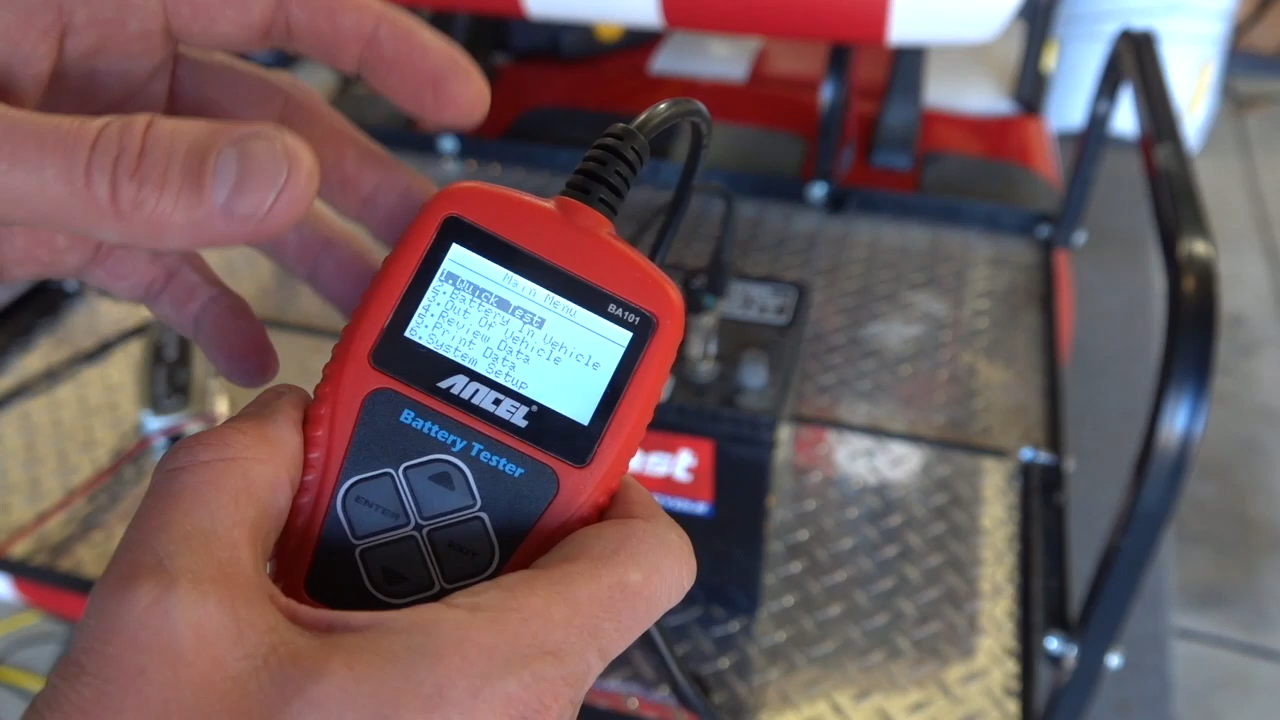 Main Menu
1.Quick Test
2.Battery In Vehicle
3.Out Of Vehicle
4.Review Data
5.Print Data
6.System Setup
BA101
ANCEL®
Battery Tester
ENTER
EXIT